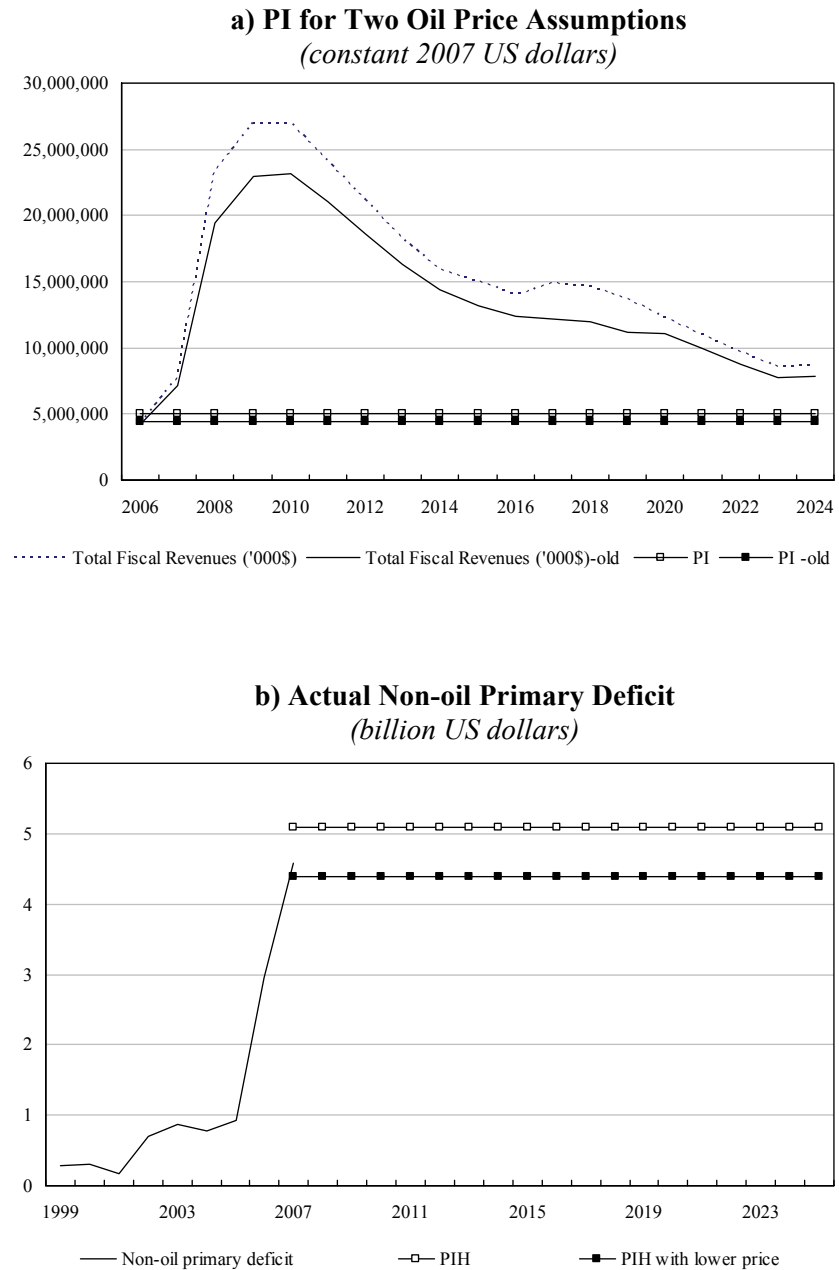 a) PI for Two Oil Price Assumptions
(constant 2007 US dollars)
30,000,000
25,000,000
20,000,000
15,000,000
10,000,000
5,000,000
0
2006 2008 2010 2012 2014 2016 2018 2020 2022 2024
Total Fiscal Revenues ('000$) Total Fiscal Revenues ('000$)-old PI PI -old
b) Actual Non-oil Primary Deficit
(billion US dollars)
6
5
4
3
2
1
0
1999 2003 2007 2011 2015 2019 2023
Non-oil primary deficit PIH PIH with lower price